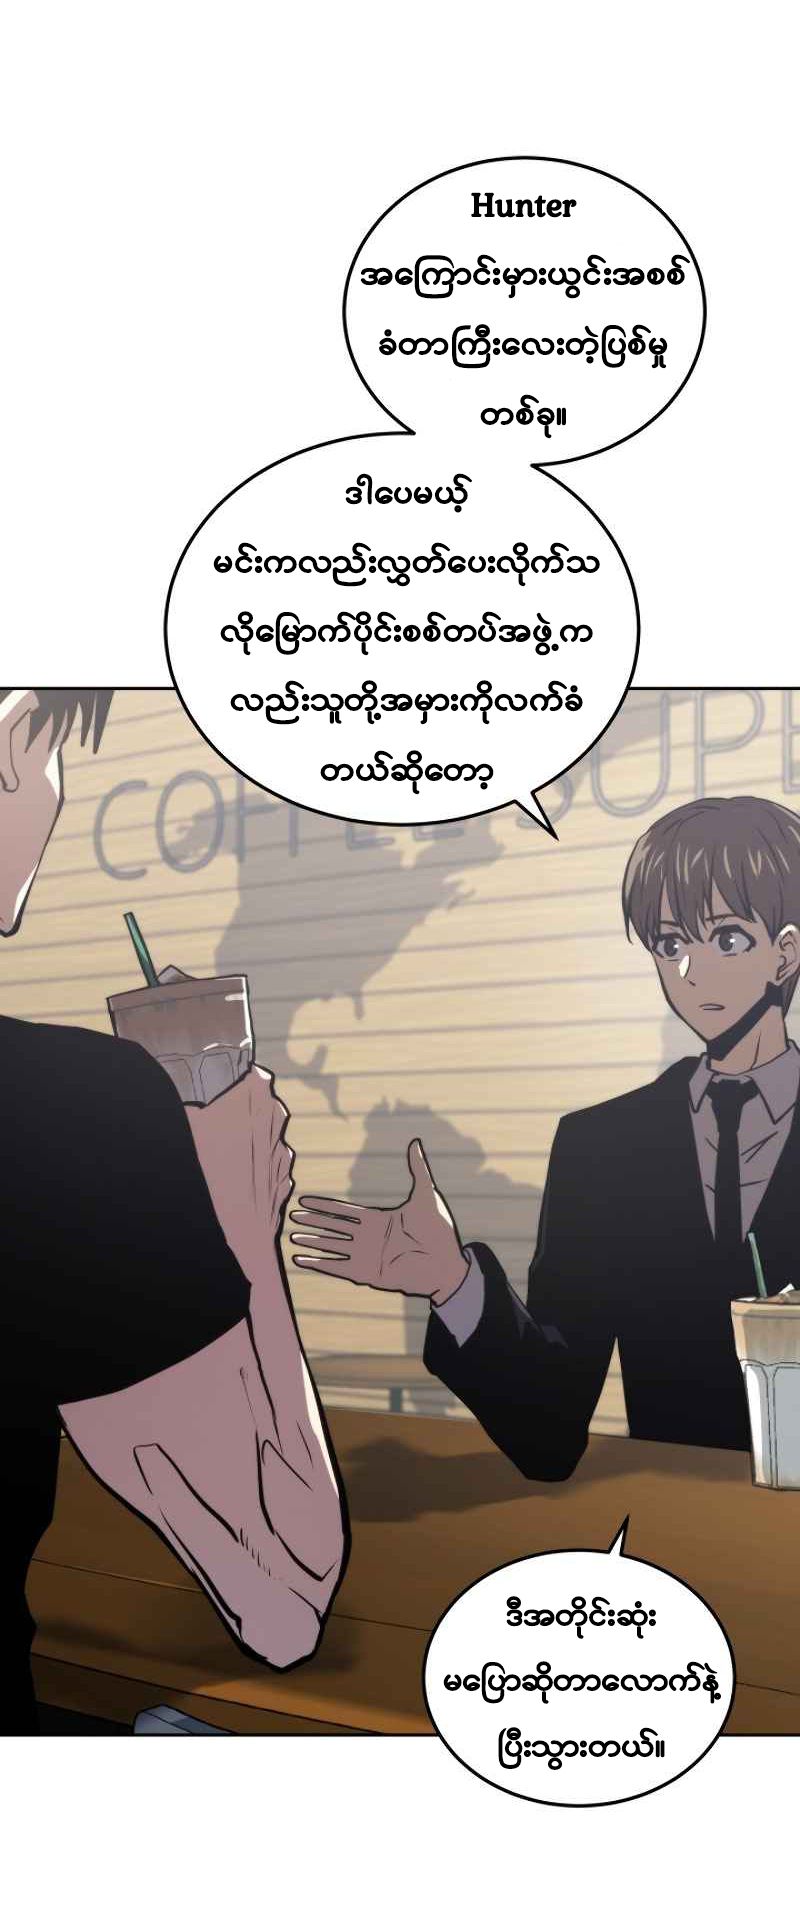 Hunter
အကြောင်းမှားယွင်းအစစ်
ခံတာကြီးလေးတဲ့ပြစ်မှု
တစ်ခု။
ဒါပေမယ့်
မင်းကလည်းလွှတ်ပေးလိုက်သ
လိုမြောက်ပိုင်းစစ်တပ်အဖွဲ့က
လည်းသူတို့အမှားကိုလက်ခံ
တယ်ဆိုတော့
COFFEE SUPE
ဒီအတိုင်းဆုံး
မပြောဆိုတာလောက်နဲ့
ပြီးသွားတယ်။